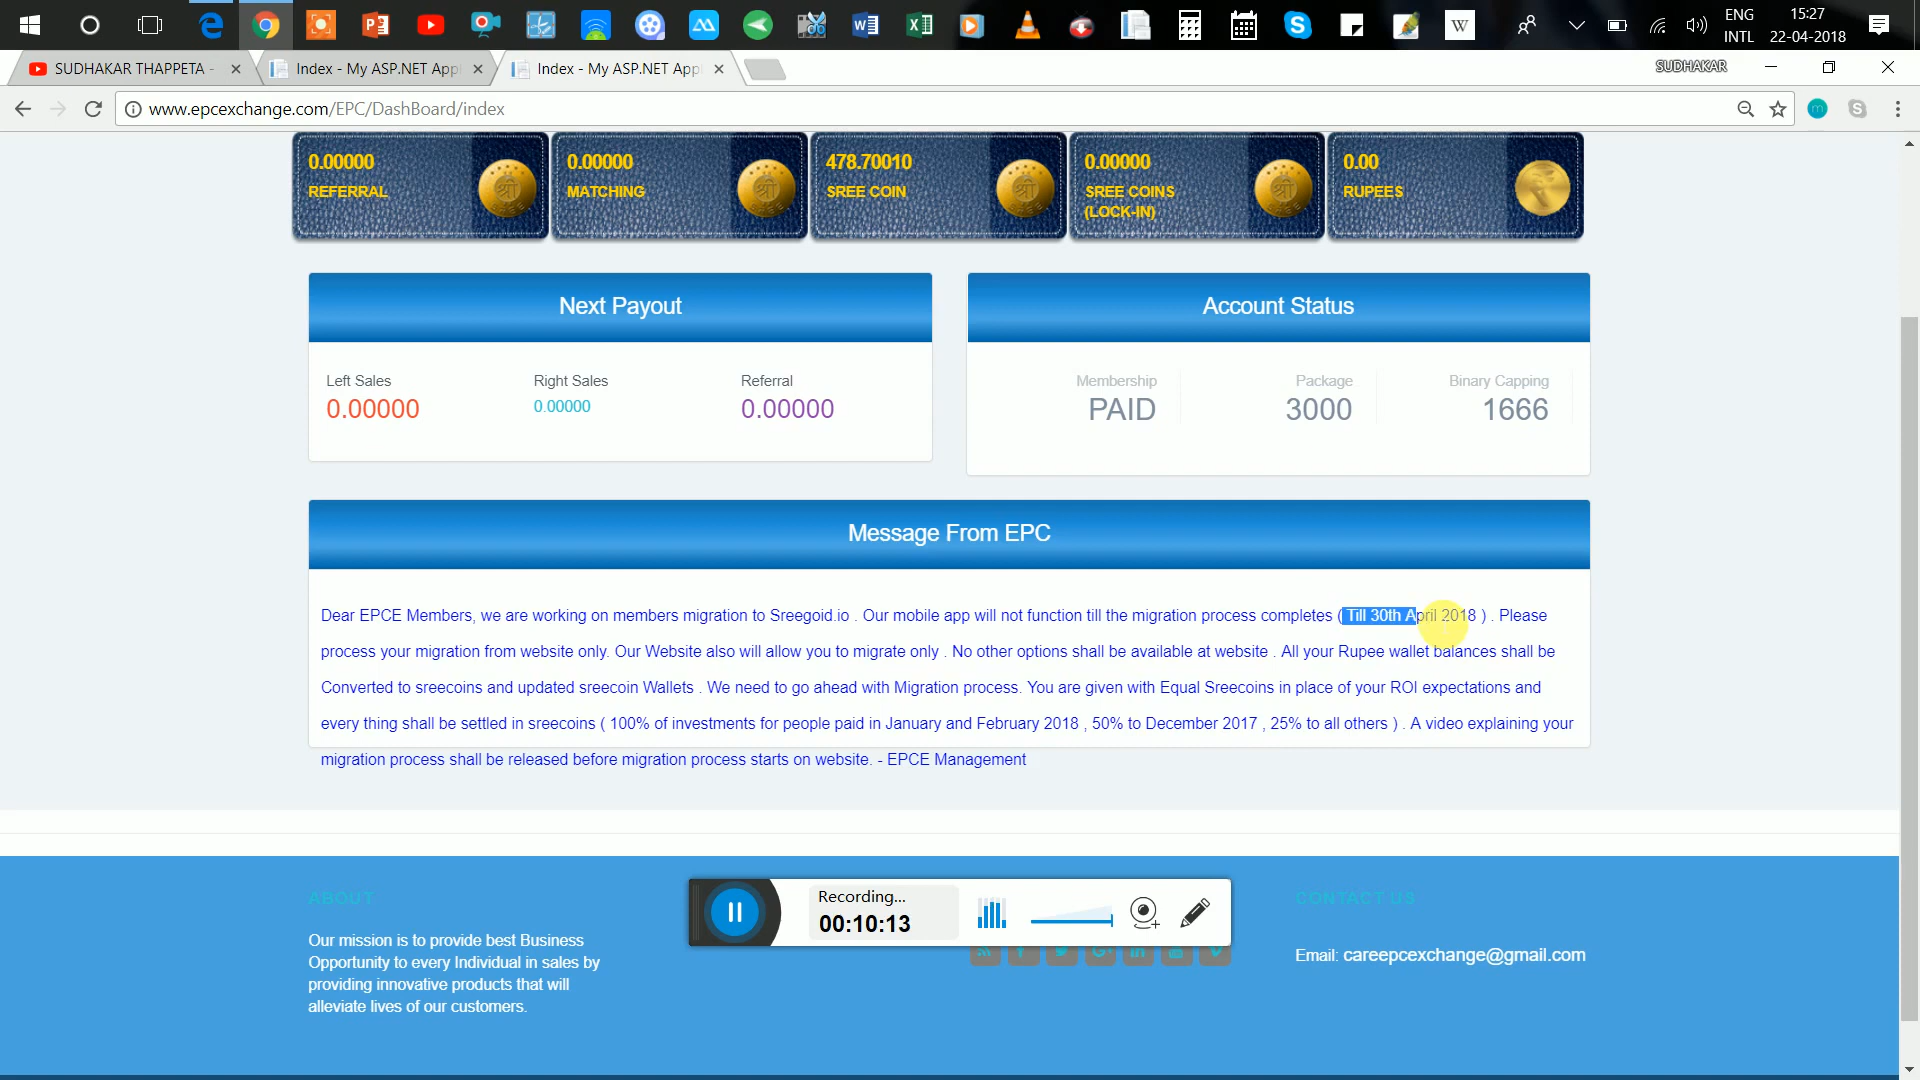 ENG
INTL
15:27
22-04-2018
SUDHAKAR THAPPETA -
Index - My ASP.NET App
Index - My ASP.NET App
SUDHAKAR
www.epcexchange.com/EPC/DashBoard/index
0.00000
REFERRAL
0.00000
MATCHING
478.70010
SREE COIN
0.00000
SREE COINS
(LOCK-IN)
0.00
RUPEES
Next Payout
Left Sales
0.00000
Right Sales
0.00000
Referral
0.00000
Account Status
Membership
PAID
Package
3000
Binary Capping
1666
Message From EPC
Dear EPCE Members, we are working on members migration to Sreegoid.io . Our mobile app will not function till the migration process completes ( Till 30th April 2018 ) . Please
process your migration from website only. Our Website also will allow you to migrate only . No other options shall be available at website . All your Rupee wallet balances shall be
Converted to sreecoins and updated sreecoin Wallets . We need to go ahead with Migration process. You are given with Equal Sreecoins in place of your ROI expectations and
every thing shall be settled in sreecoins ( 100% of investments for people paid in January and February 2018 , 50% to December 2017 , 25% to all others ) . A video explaining your
migration process shall be released before migration process starts on website. - EPCE Management
ABOUT
Our mission is to provide best Business
Opportunity to every Individual in sales by
providing innovative products that will
alleviate lives of our customers.
Recording...
00:10:13
CONTACT US
Email: careepcexchange@gmail.com